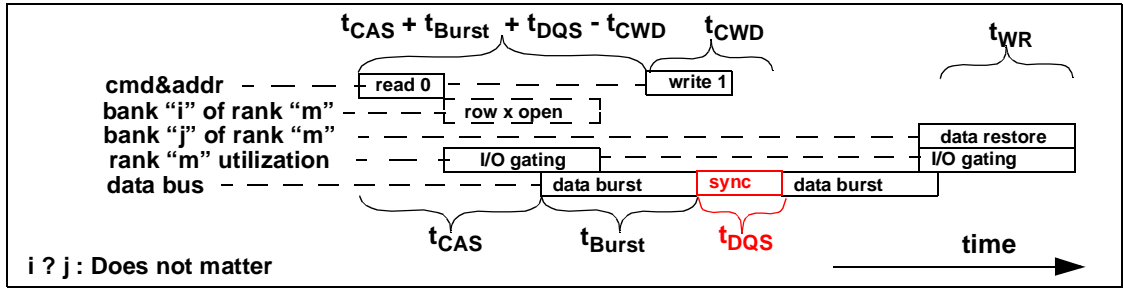 tCAS + tBurst + tDQS - tCWD tCWD tWR
cmd&addr read 0 write 1
bank “i” of rank “m” row x open
bank “j” of rank “m” data restore
rank “m” utilization I/O gating I/O gating
data bus data burst sync data burst
tCAS tBurst tDQS time
i ? j : Does not matter